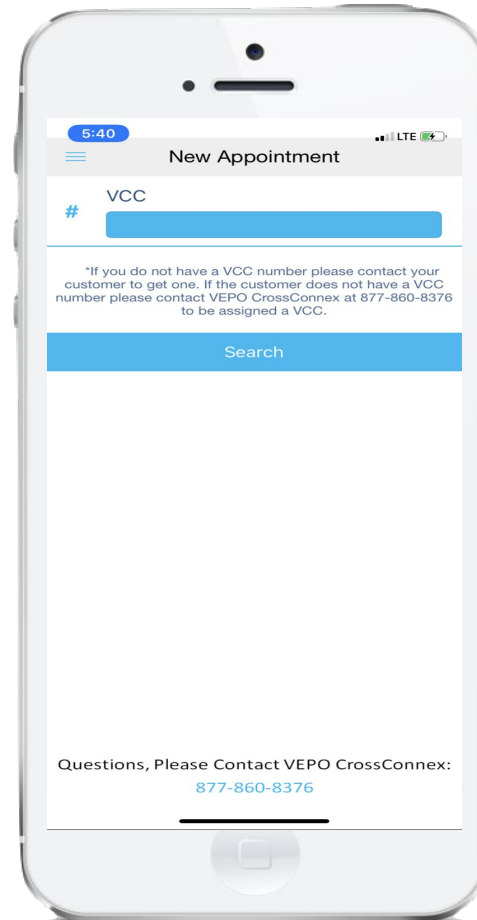 5:40
LTE
New Appointment
#
VCC
*If you do not have a VCC number please contact your
customer to get one. If the customer does not have a VCC
number please contact VEPO CrossConnex at 877-860-8376
to be assigned a VCC.
Search
Questions, Please Contact VEPO CrossConnex:
877-860-8376